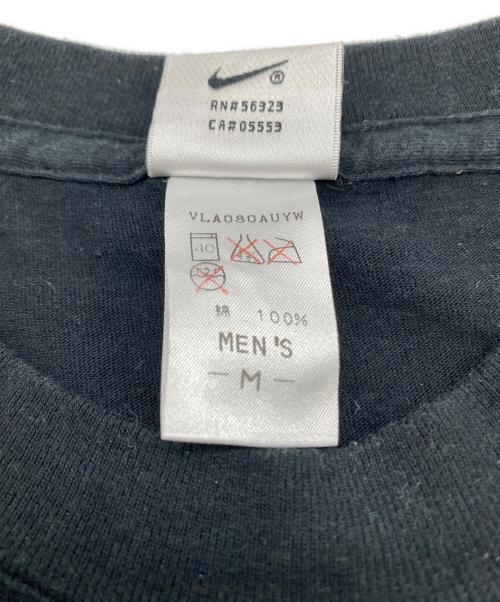 ®
RN#56323
CA#05553
VLA080AUYW
40
綿 100%
MEN'S
— M —